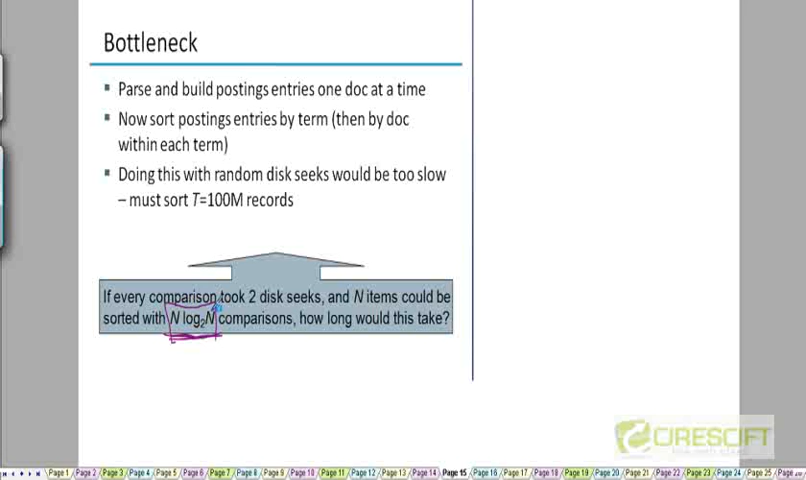 Bottleneck
▪ Parse and build postings entries one doc at a time
▪ Now sort postings entries by term (then by doc
within each term)
▪ Doing this with random disk seeks would be too slow
– must sort T=100M records
If every comparison took 2 disk seeks, and N items could be
sorted with N log₂N comparisons, how long would this take?
CIRESCIFT
Page 1 Page 2 Page 3 Page 4 Page 5 Page 6 Page 7 Page 8 Page 9 Page 10 Page 11 Page 12 Page 13 Page 14 Page 15 Page 16 Page 17 Page 18 Page 19 Page 20 Page 21 Page 22 Page 23 Page 24 Page 25 Page